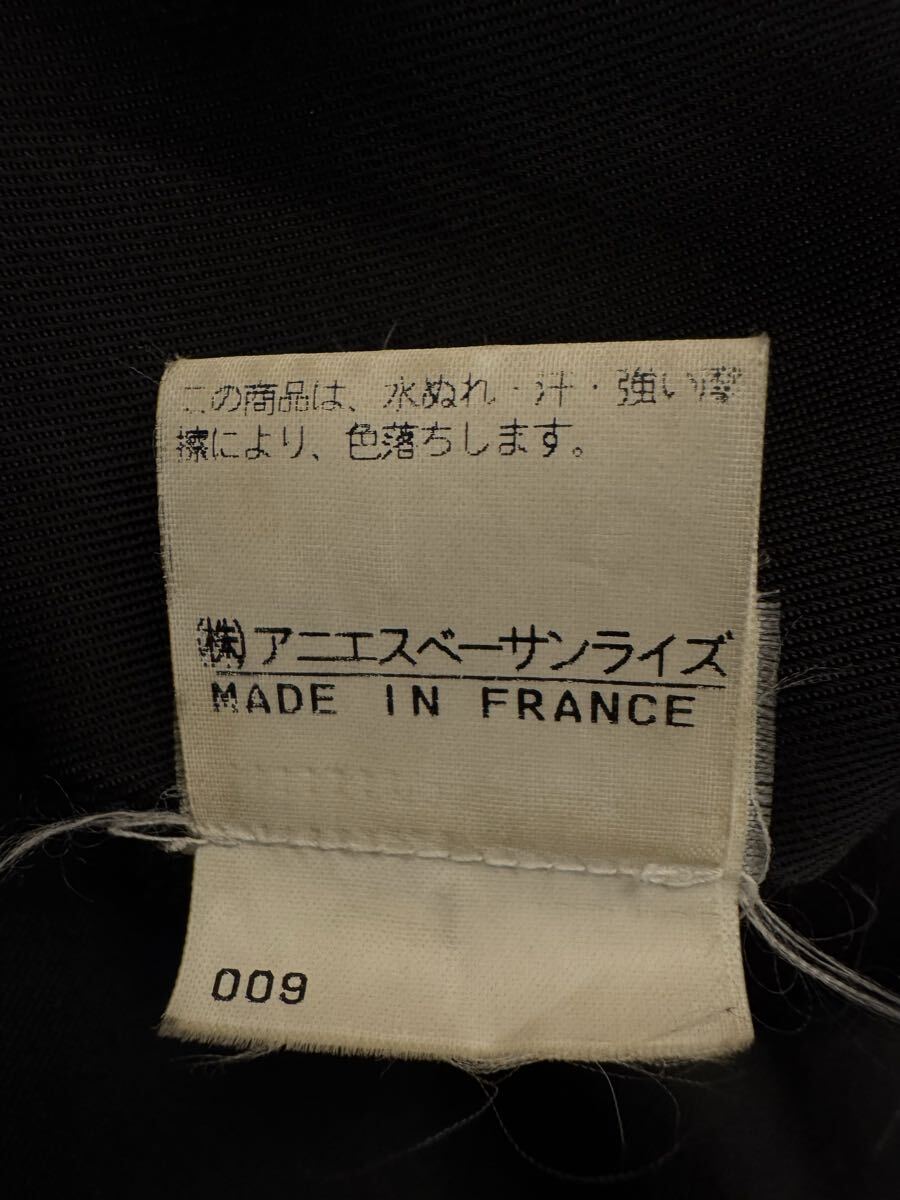 この商品は、水ぬれ・汗・強い摩
擦により、色落ちします。
(株)アニエスベーサンライズ
MADE IN FRANCE
009